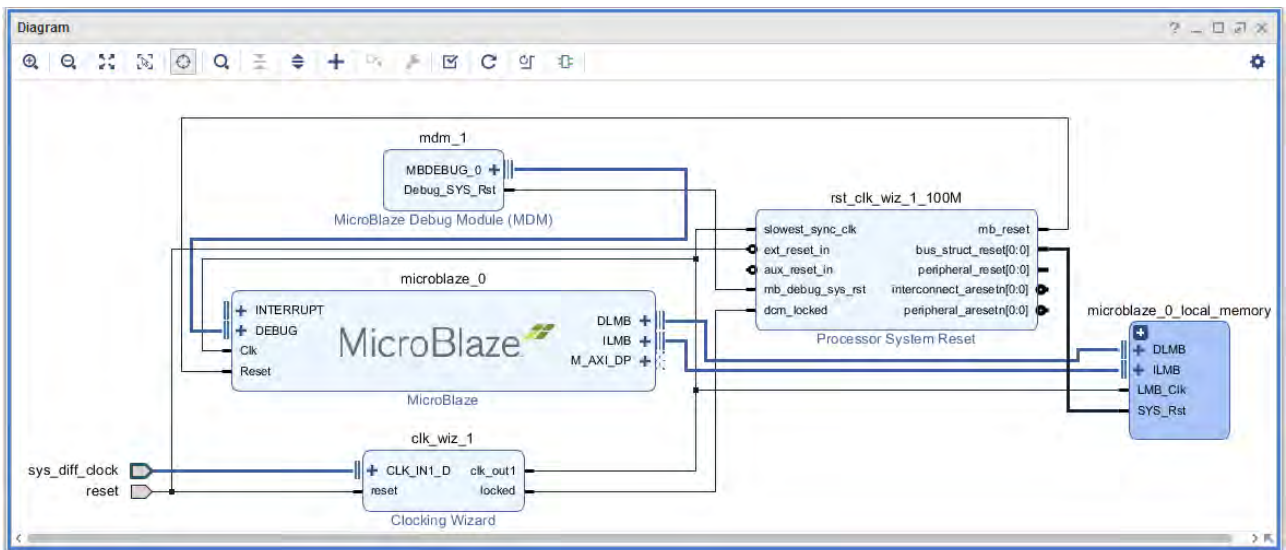 Diagram
mdm_1
MBDEBUG_0
Debug_SYS_Rst
MicroBlaze Debug Module (MDM)
rst_clk_wiz_1_100M
slowest_sync_clk mb_reset
ext_reset_in bus_struct_reset[0:0]
aux_reset_in peripheral_reset[0:0]
mb_debug_sys_rst interconnect_aresetn[0:0]
dcm_locked peripheral_aresetn[0:0]
Processor System Reset
microblaze_0
INTERRUPT
DEBUG
Clk
Reset
MicroBlaze
DLMB
ILMB
M_AXI_DP
MicroBlaze
microblaze_0_local_memory
DLMB
ILMB
LMB_Clk
SYS_Rst
clk_wiz_1
sys_diff_clock
reset
CLK_IN1_D clk_out1
reset locked
Clocking Wizard